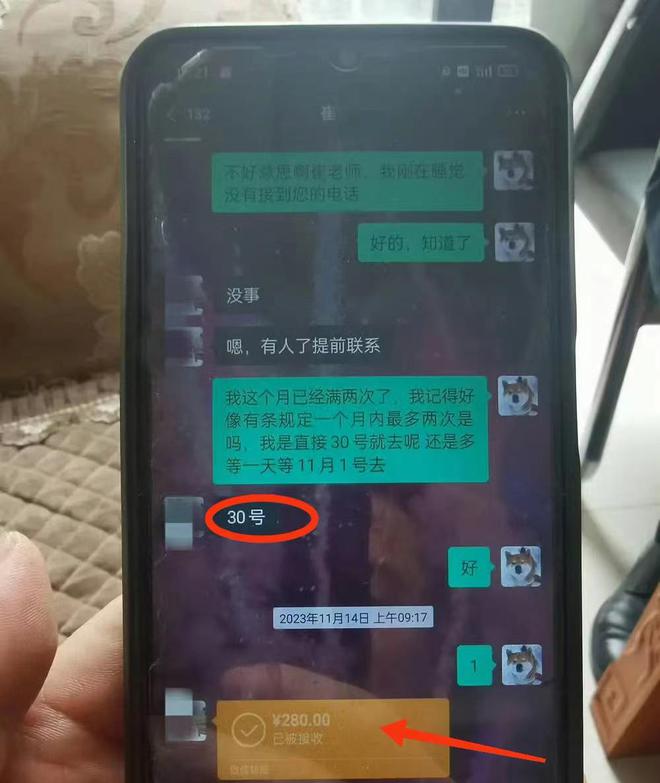 132
崔
不好意思啊崔老师，我刚在睡觉
没有接到您的电话
好的，知道了
没事
嗯，有人了提前联系
我这个月已经满两次了，我记得好
像有条规定一个月内最多两次是
吗，我是直接30号就去呢 还是多
等一天等11月1号去
30号
好
2023年11月14日 上午09:17
1
¥280.00
已被接收
微信转账